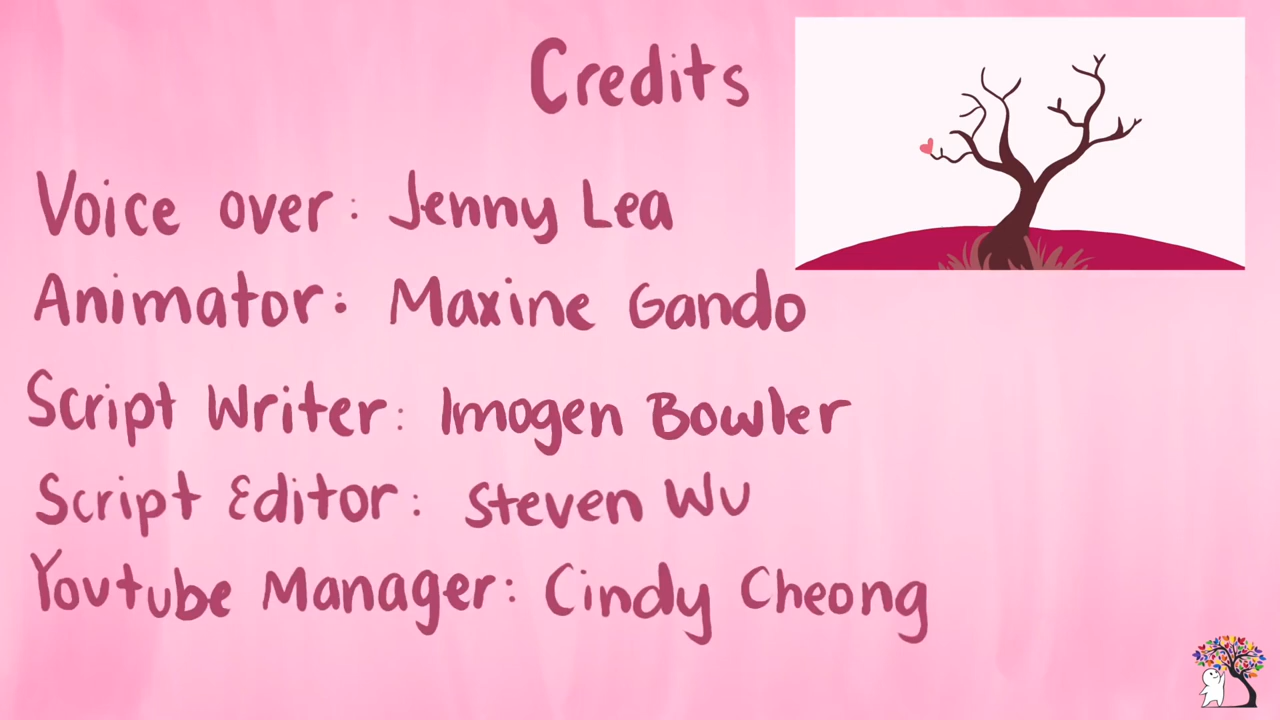 Credits
Voice over: Jenny Lea
Animator: Maxine Gando
Script Writer: Imogen Bowler
Script Editor: Steven Wu
Youtube Manager: Cindy Cheong